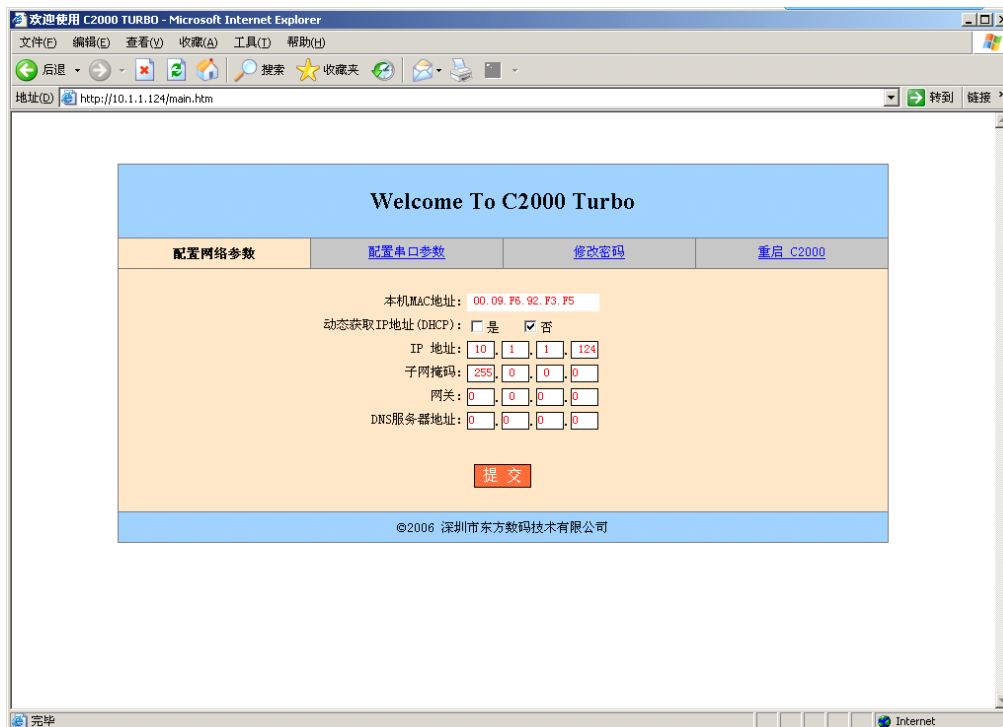 欢迎使用 C2000 TURBO - Microsoft Internet Explorer
文件(F) 编辑(E) 查看(V) 收藏(A) 工具(T) 帮助(H)
后退 搜索 收藏夹
地址(D) http://10.1.1.124/main.htm 转到 链接 »
Welcome To C2000 Turbo
配置网络参数 配置串口参数 修改密码 重启 C2000
本机MAC地址: 00.09.F6.92.F3.F5
动态获取IP地址(DHCP): 是 否
IP 地址: 10 . 1 . 1 . 124
子网掩码: 255 . 0 . 0 . 0
网关: 0 . 0 . 0 . 0
DNS服务器地址: 0 . 0 . 0 . 0
提 交
©2006 深圳市东方数码技术有限公司
完毕 Internet